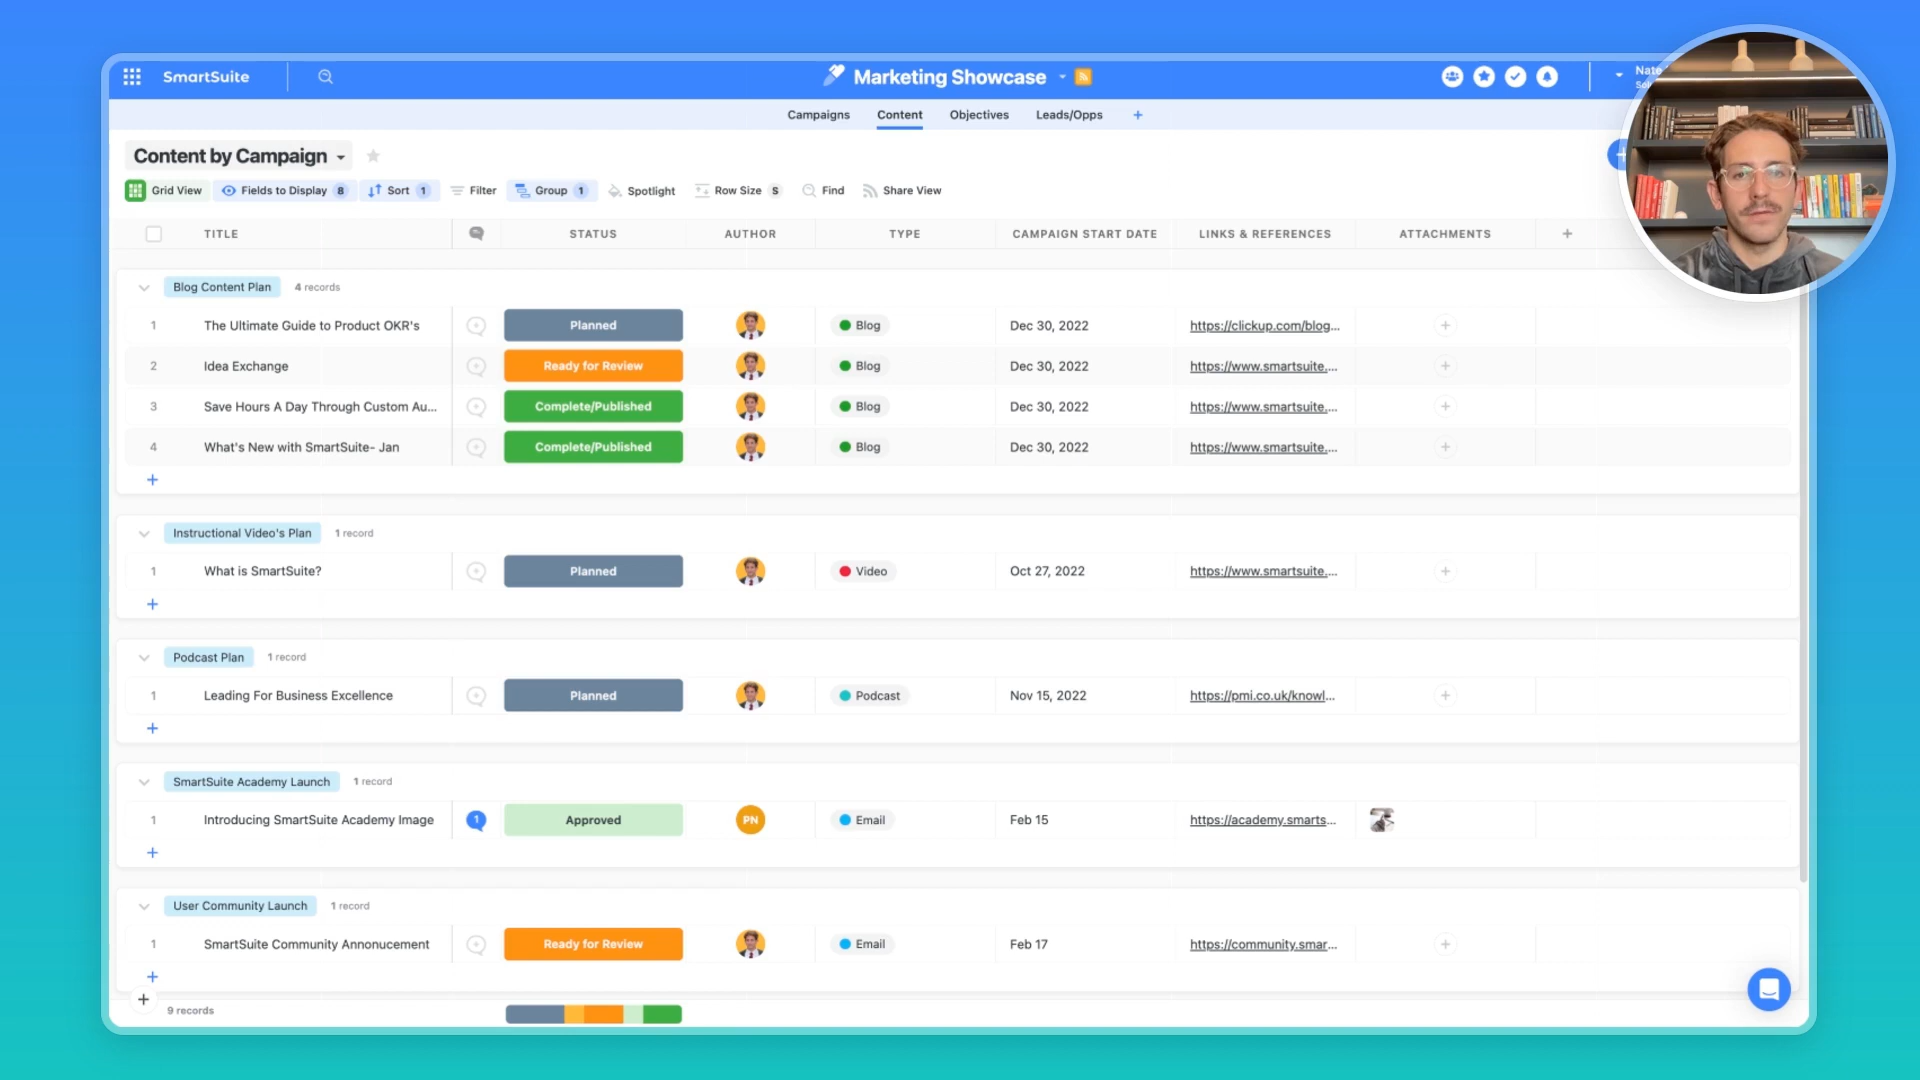 SmartSuite
Marketing Showcase
Nate
Campaigns Content Objectives Leads/Opps +
Content by Campaign
Grid View Fields to Display 8 Sort 1 Filter Group 1 Spotlight Row Size S Find Share View
TITLE STATUS AUTHOR TYPE CAMPAIGN START DATE LINKS & REFERENCES ATTACHMENTS +
Blog Content Plan 4 records
1 The Ultimate Guide to Product OKR's Planned Blog Dec 30, 2022 https://clickup.com/blog...
2 Idea Exchange Ready for Review Blog Dec 30, 2022 https://www.smartsuite....
3 Save Hours A Day Through Custom Au... Complete/Published Blog Dec 30, 2022 https://www.smartsuite....
4 What's New with SmartSuite- Jan Complete/Published Blog Dec 30, 2022 https://www.smartsuite....
+
Instructional Video's Plan 1 record
1 What is SmartSuite? Planned Video Oct 27, 2022 https://www.smartsuite....
+
Podcast Plan 1 record
1 Leading For Business Excellence Planned Podcast Nov 15, 2022 https://pmi.co.uk/knowl...
+
SmartSuite Academy Launch 1 record
1 Introducing SmartSuite Academy Image 1 Approved PN Email Feb 15 https://academy.smarts...
+
User Community Launch 1 record
1 SmartSuite Community Annonucement Ready for Review Email Feb 17 https://community.smar...
+
+ 9 records